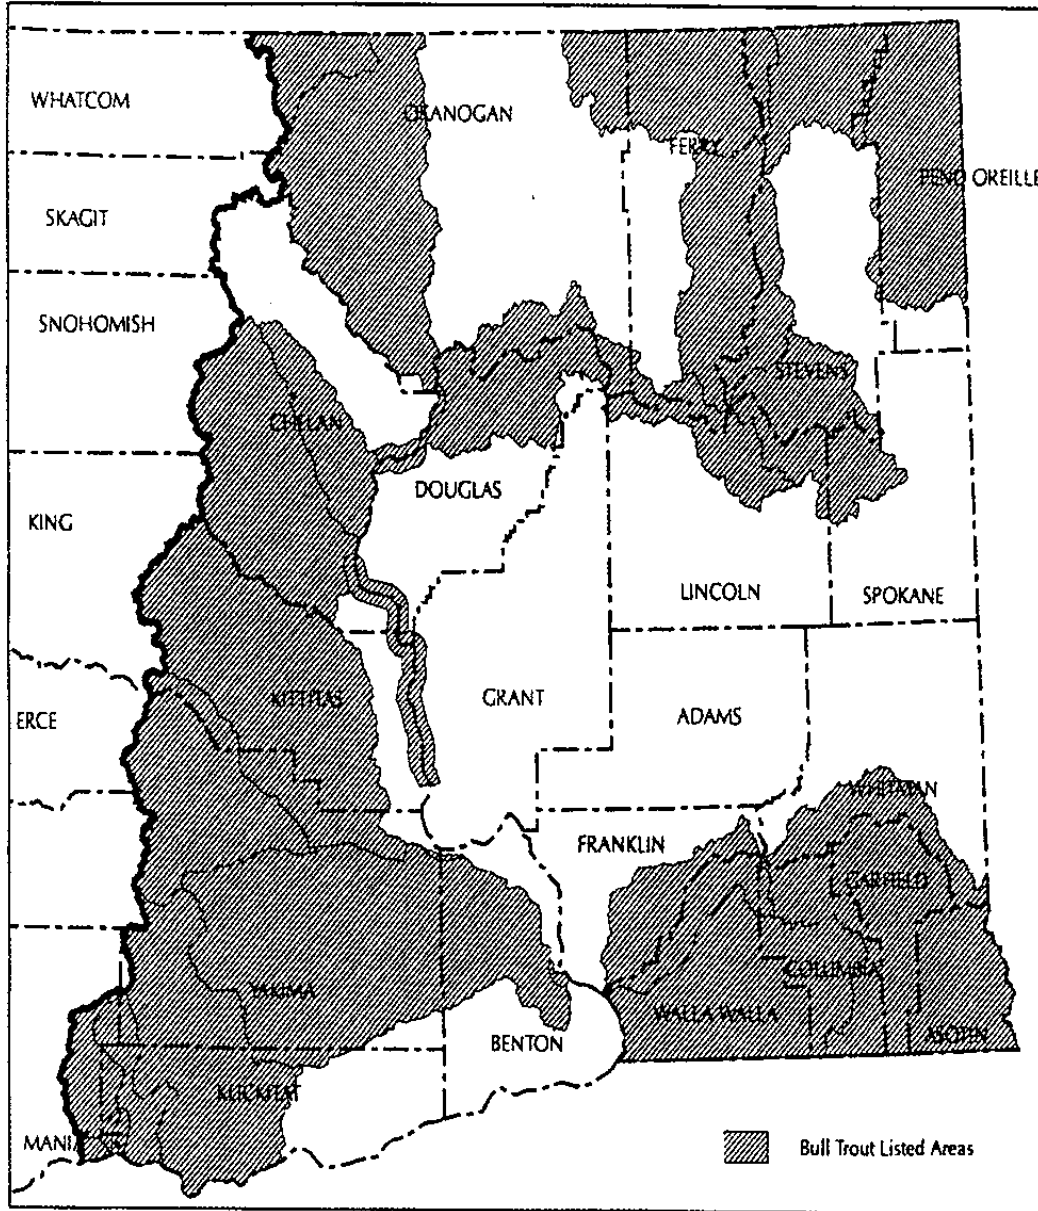 WHATCOM
OKANOGAN
FERRY
PEND OREILLE
SKAGIT
SNOHOMISH
STEVENS
CHELAN
DOUGLAS
KING
LINCOLN
SPOKANE
KITTITAS
GRANT
ADAMS
ERCE
WHITMAN
FRANKLIN
GARFIELD
COLUMBIA
YAKIMA
WALLA WALLA
ASOTIN
BENTON
KLICKITAT
MANIA
Bull Trout Listed Areas